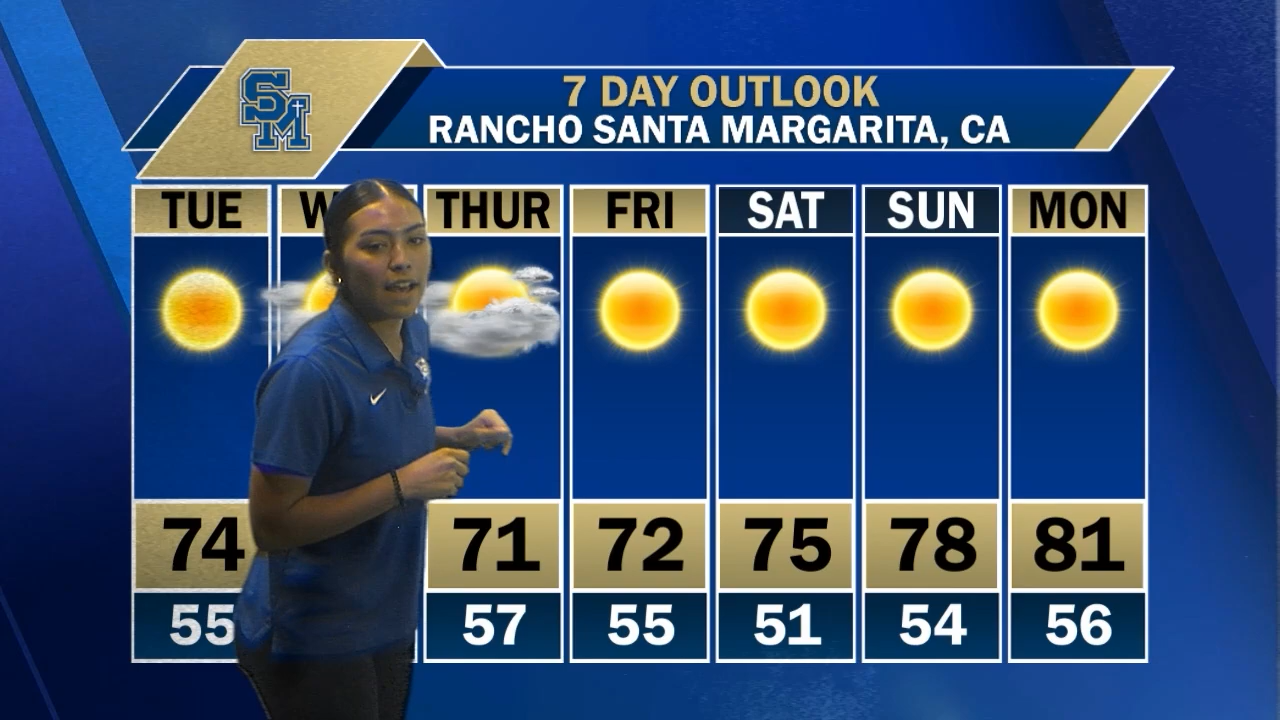 SM
7 DAY OUTLOOK
RANCHO SANTA MARGARITA, CA
TUE W THUR FRI SAT SUN MON
74 71 72 75 78 81
55 57 55 51 54 56